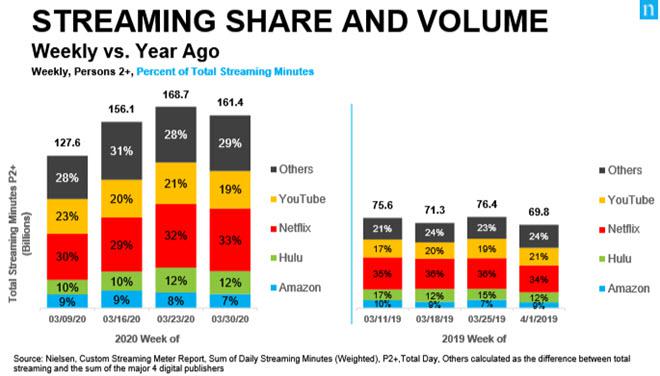 STREAMING SHARE AND VOLUME
n
Weekly vs. Year Ago
Weekly, Persons 2+, Percent of Total Streaming Minutes
Total Streaming Minutes P2+
(Billions)
127.6
156.1
168.7
161.4
28%
31%
28%
29%
23%
20%
21%
19%
30%
29%
32%
33%
10%
10%
12%
12%
9%
9%
8%
7%
03/09/20
03/16/20
03/23/20
03/30/20
2020 Week of
Others
YouTube
Netflix
Hulu
Amazon
75.6
71.3
76.4
69.8
21%
24%
23%
24%
17%
20%
19%
21%
35%
35%
36%
34%
17%
12%
15%
12%
10%
9%
7%
9%
03/11/19
03/18/19
03/25/19
4/1/2019
2019 Week of
Others
YouTube
Netflix
Hulu
Amazon
Source: Nielsen, Custom Streaming Meter Report, Sum of Daily Streaming Minutes (Weighted), P2+,Total Day, Others calculated as the difference between total
streaming and the sum of the major 4 digital publishers